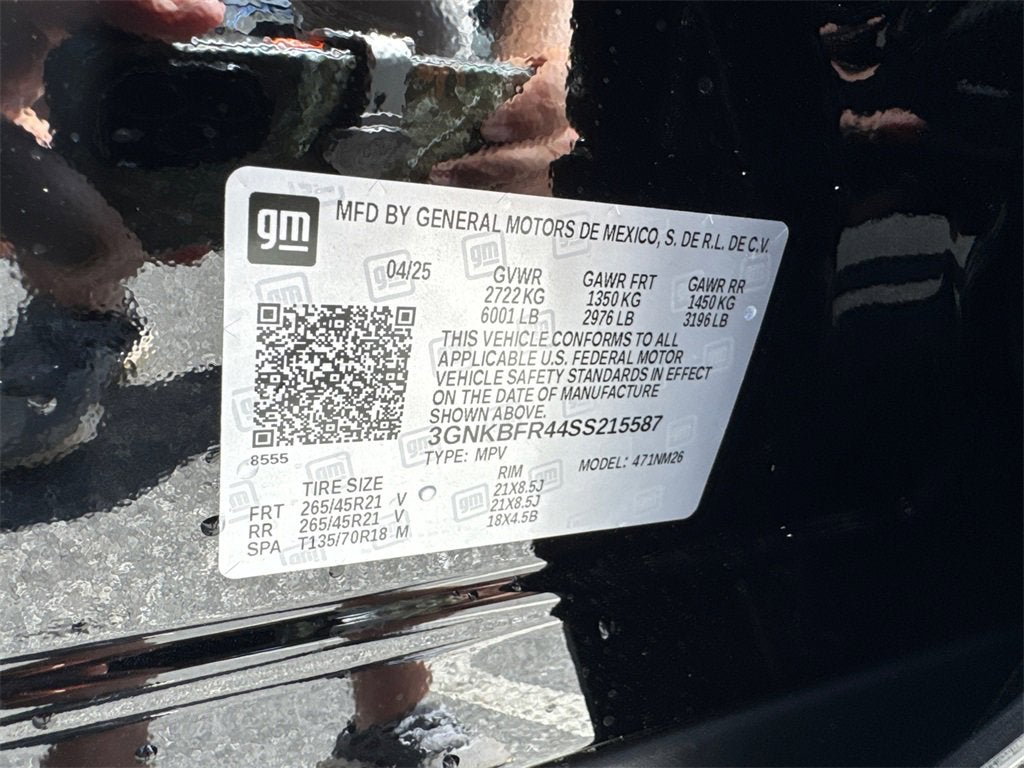 gm
MFD BY GENERAL MOTORS DE MEXICO, S. DE R.L. DE C.V.
04/25 GVWR GAWR FRT GAWR RR
2722 KG 1350 KG 1450 KG
6001 LB 2976 LB 3196 LB
THIS VEHICLE CONFORMS TO ALL
APPLICABLE U.S. FEDERAL MOTOR
VEHICLE SAFETY STANDARDS IN EFFECT
ON THE DATE OF MANUFACTURE
SHOWN ABOVE.
3GNKBFR44SS215587
8555 TYPE: MPV MODEL: 471NM26
TIRE SIZE RIM
FRT 265/45R21 V 21X8.5J
RR 265/45R21 V 21X8.5J
SPA T135/70R18 M 18X4.5B